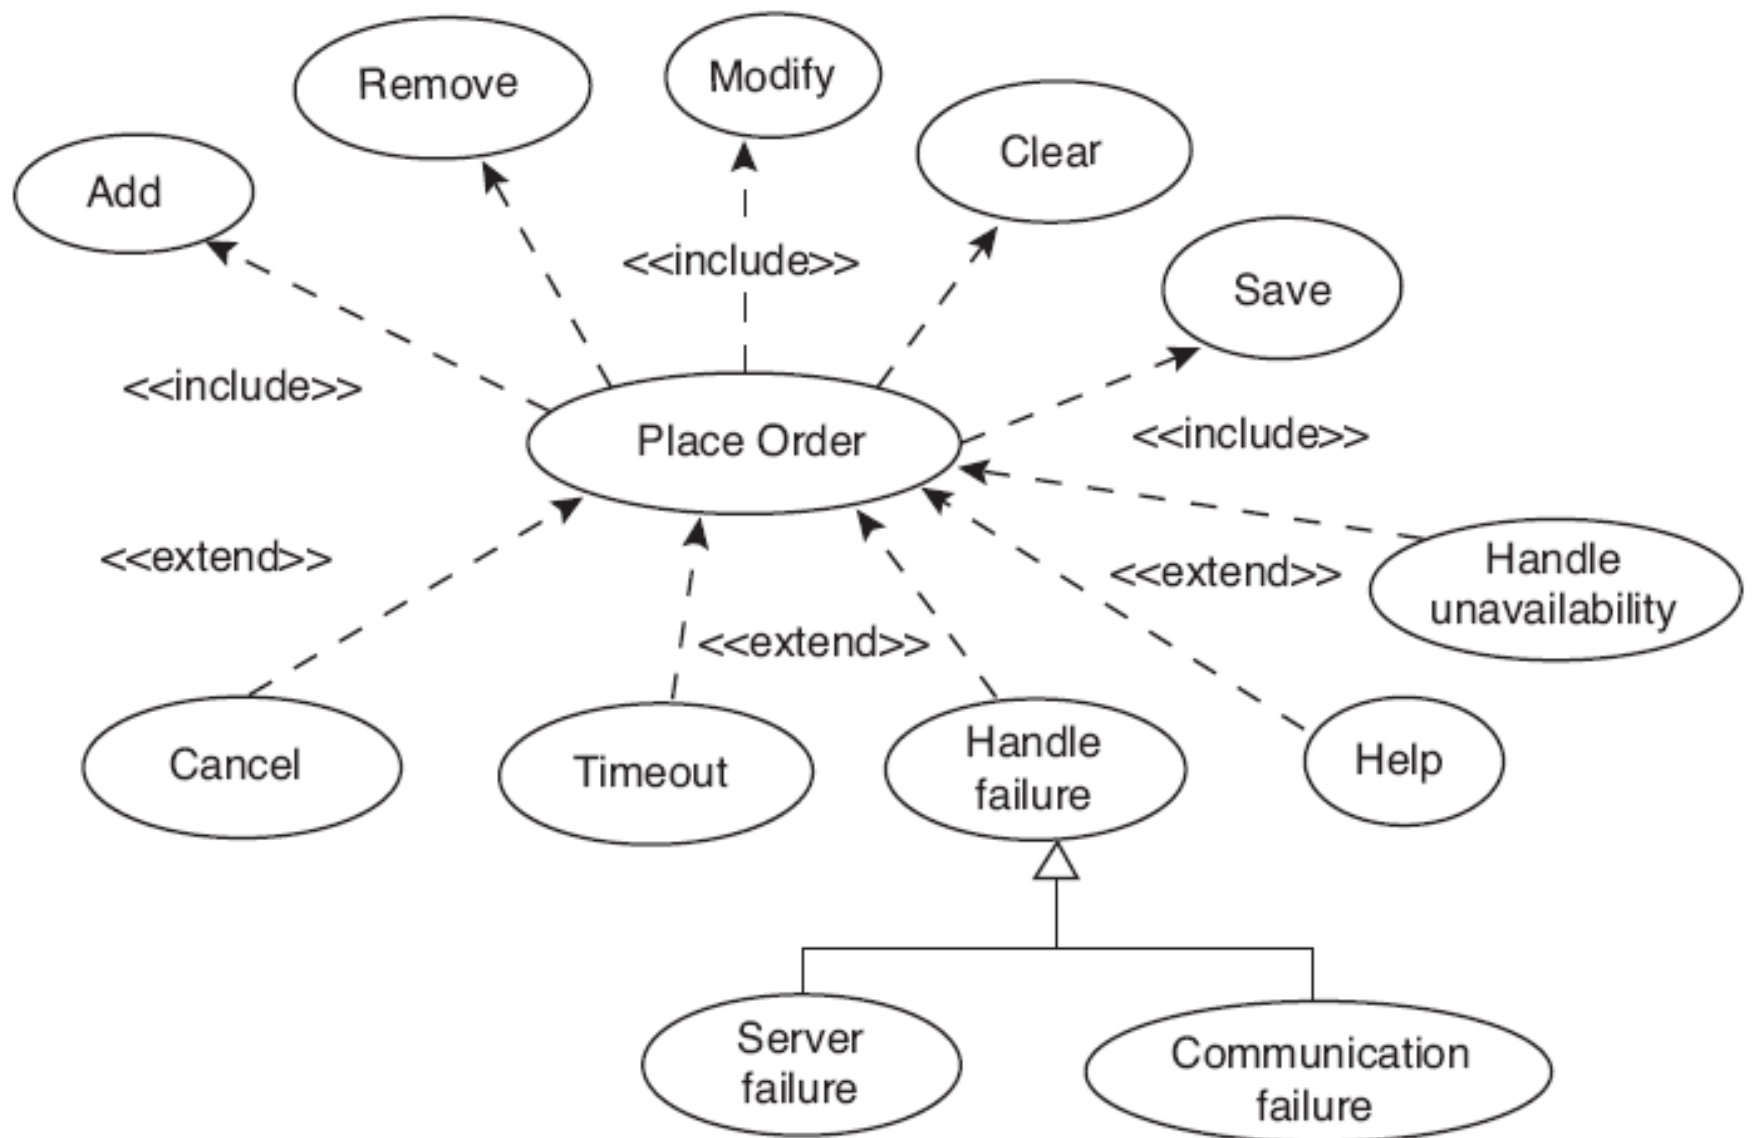 Remove
Modify
Clear
Add
<<include>>
Save
<<include>>
Place Order
<<include>>
<<extend>>
<<extend>>
Handle
unavailability
<<extend>>
Cancel
Timeout
Handle
failure
Help
Server
failure
Communication
failure